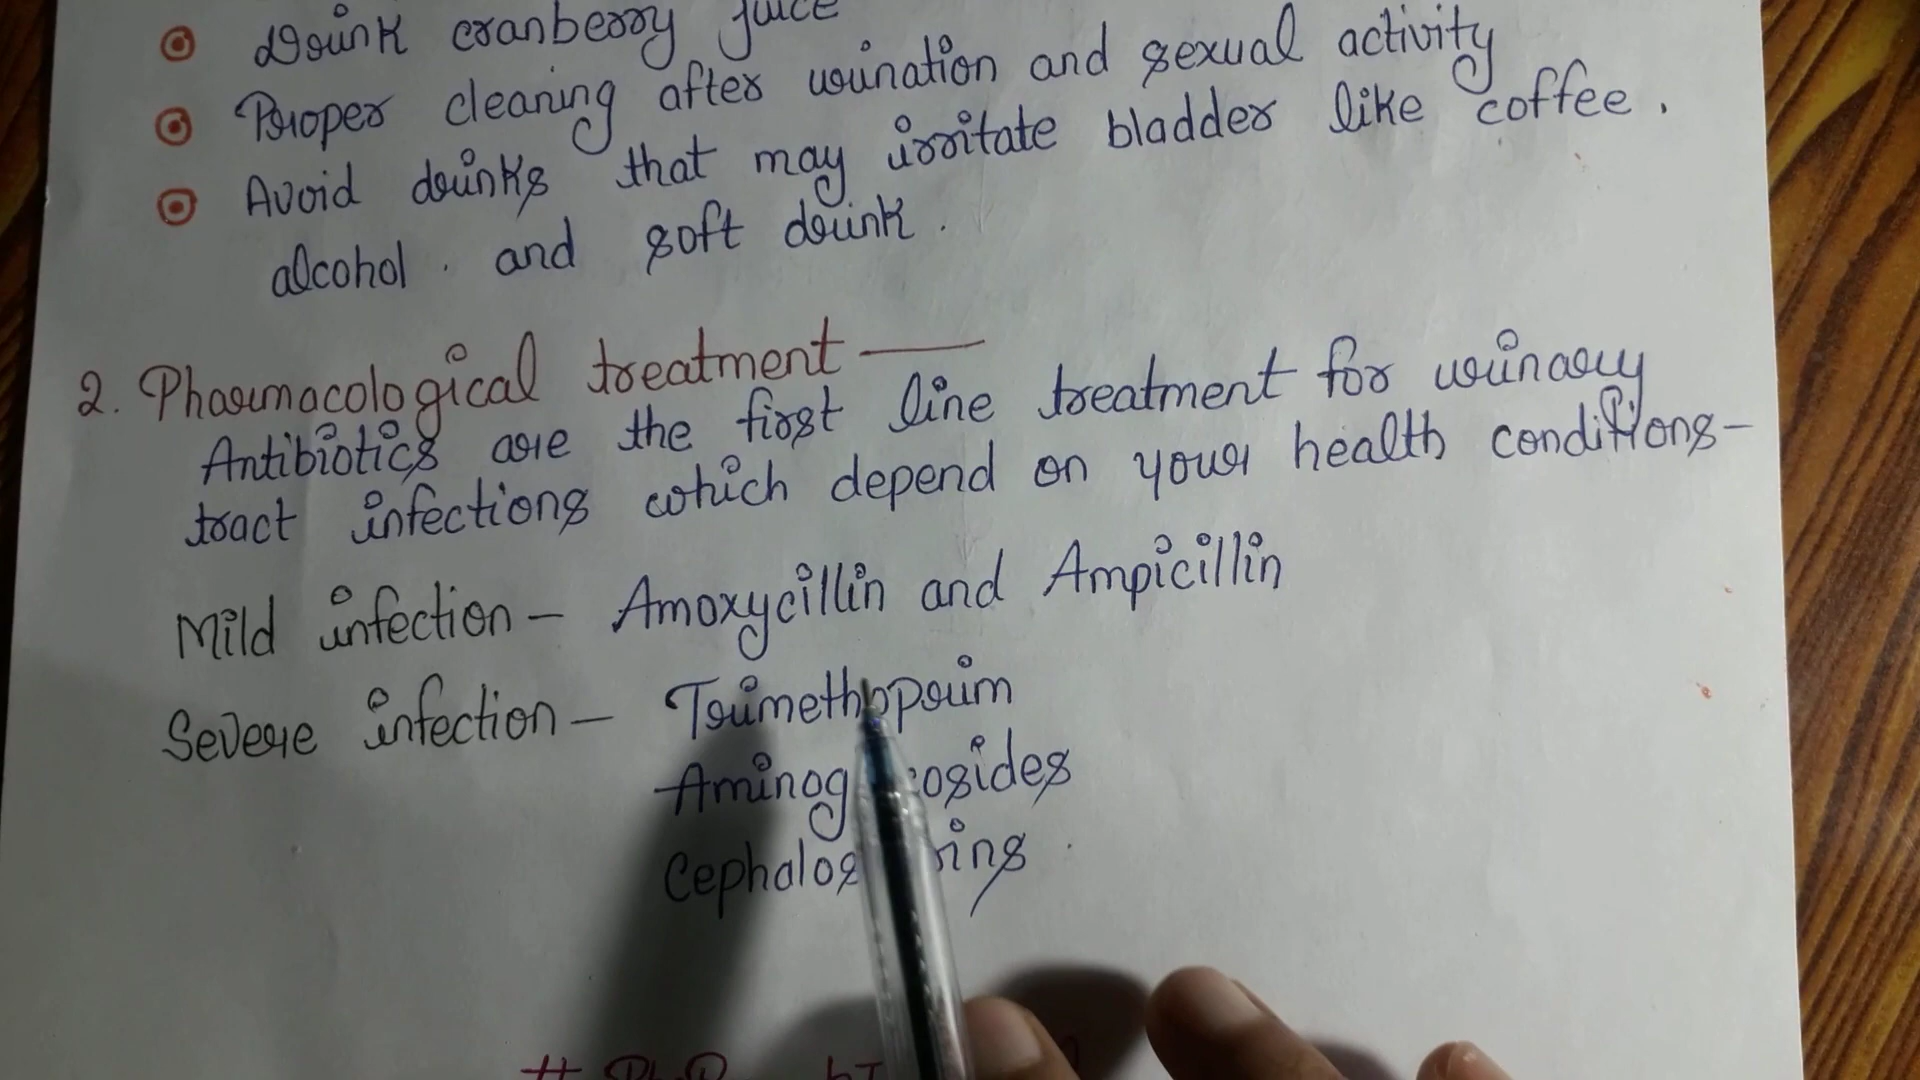 Drink cranberry juice
Proper cleaning after urination and sexual activity
Avoid drinks that may irritate bladder like coffee.
alcohol. and soft drink.
2. Pharmacological treatment —
Antibiotics are the first line treatment for urinary
tract infections which depend on your health conditions-
Mild infection - Amoxycillin and Ampicillin
Severe infection - Trimethoprim